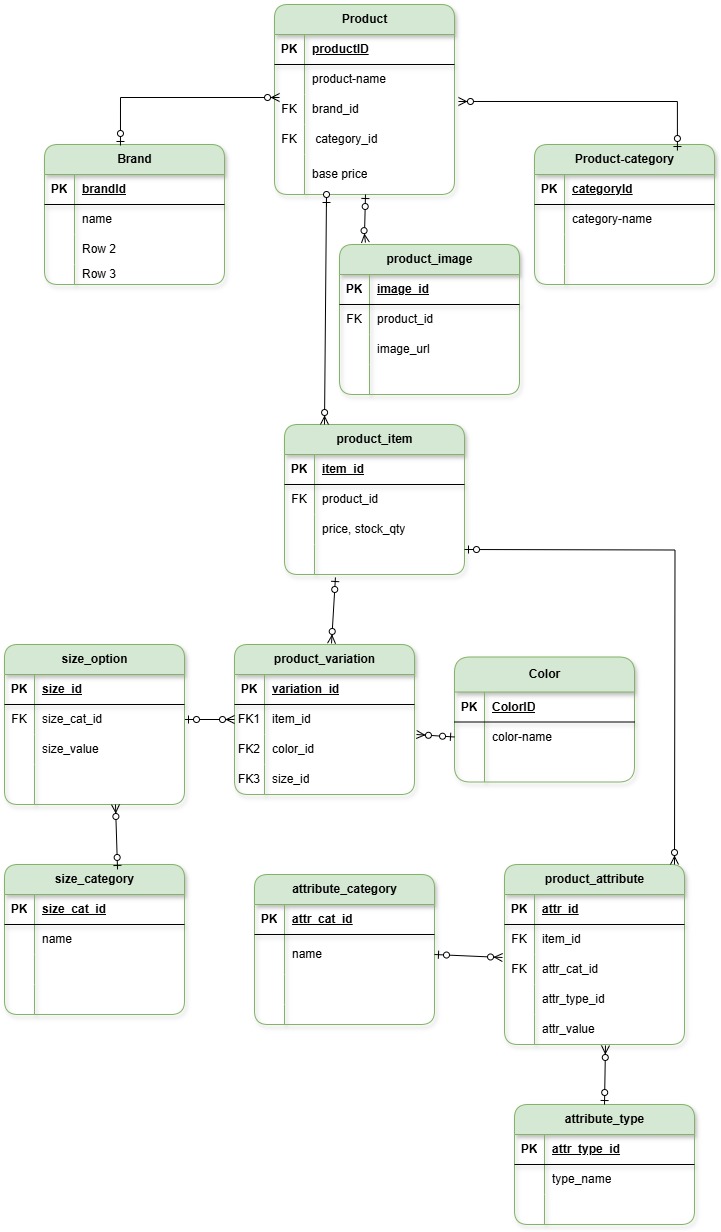 Product
PK productID
product-name
FK brand_id
FK category_id
base price
Brand
PK brandId
name
Row 2
Row 3
Product-category
PK categoryId
category-name
product_image
PK image_id
FK product_id
image_url
product_item
PK item_id
FK product_id
price, stock_qty
size_option
PK size_id
FK size_cat_id
size_value
product_variation
PK variation_id
FK1 item_id
FK2 color_id
FK3 size_id
Color
PK ColorID
color-name
size_category
PK size_cat_id
name
attribute_category
PK attr_cat_id
name
product_attribute
PK attr_id
FK item_id
FK attr_cat_id
attr_type_id
attr_value
attribute_type
PK attr_type_id
type_name